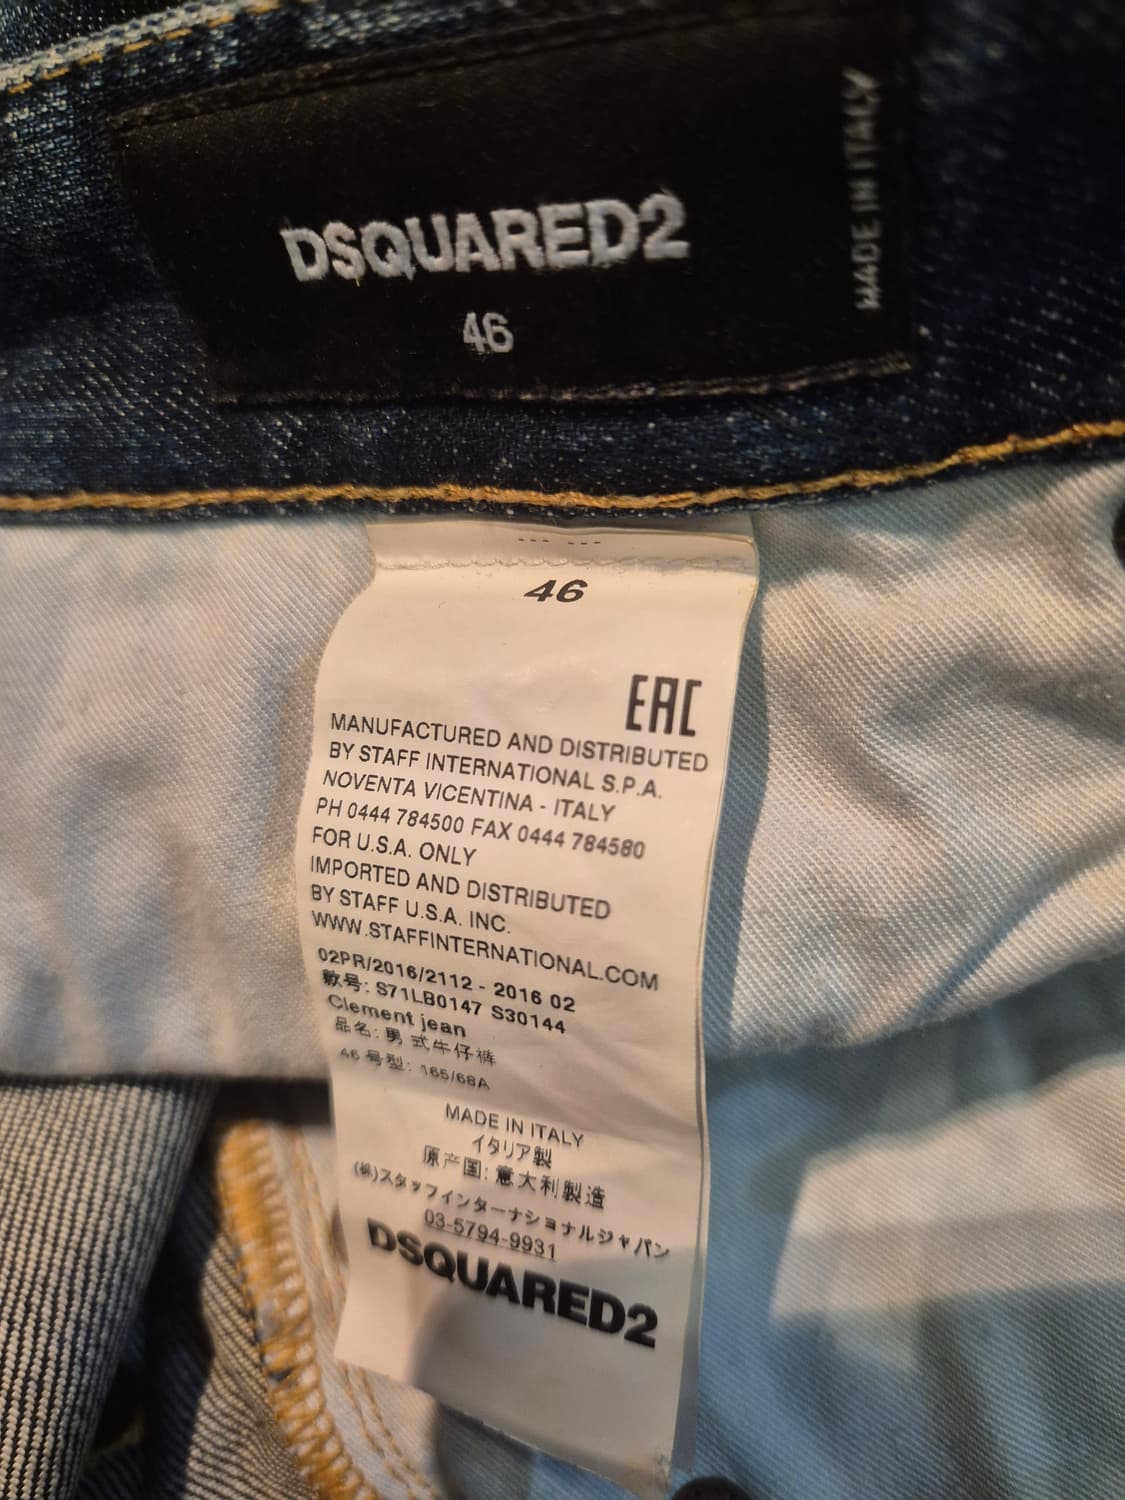 DSQUARED2
46
MADE IN ITALY
46
EAC
MANUFACTURED AND DISTRIBUTED
BY STAFF INTERNATIONAL S.P.A.
NOVENTA VICENTINA - ITALY
PH 0444 784500 FAX 0444 784580
FOR U.S.A. ONLY
IMPORTED AND DISTRIBUTED
BY STAFF U.S.A. INC.
WWW.STAFFINTERNATIONAL.COM
02PR/2016/2112 - 2016 02
款号: S71LB0147 S30144
Clement jean
品名: 男 式牛仔裤
46 号型: 165/68A
MADE IN ITALY
イタリア製
原产国: 意大利製造
(株)スタッフインターナショナルジャパン
03-5794-9931
DSQUARED2